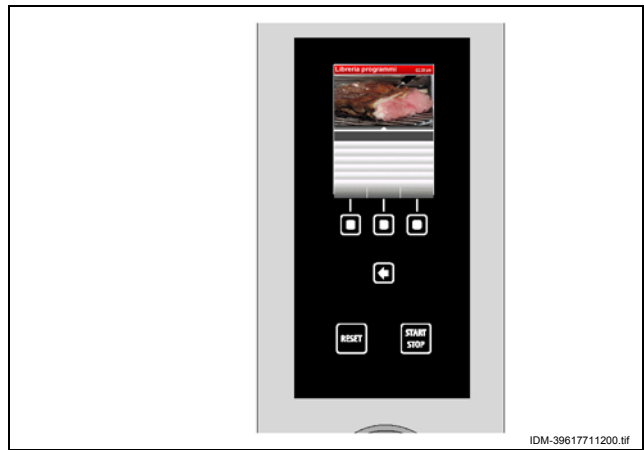 Libreria programmi
RESET
START
STOP
IDM-39617711200.tif